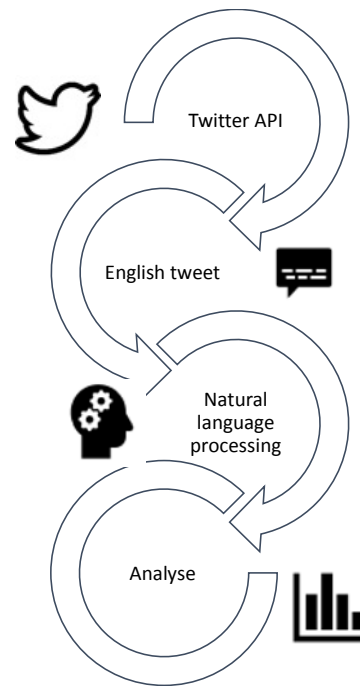 Twitter API
English tweet
Natural
language
processing
Analyse